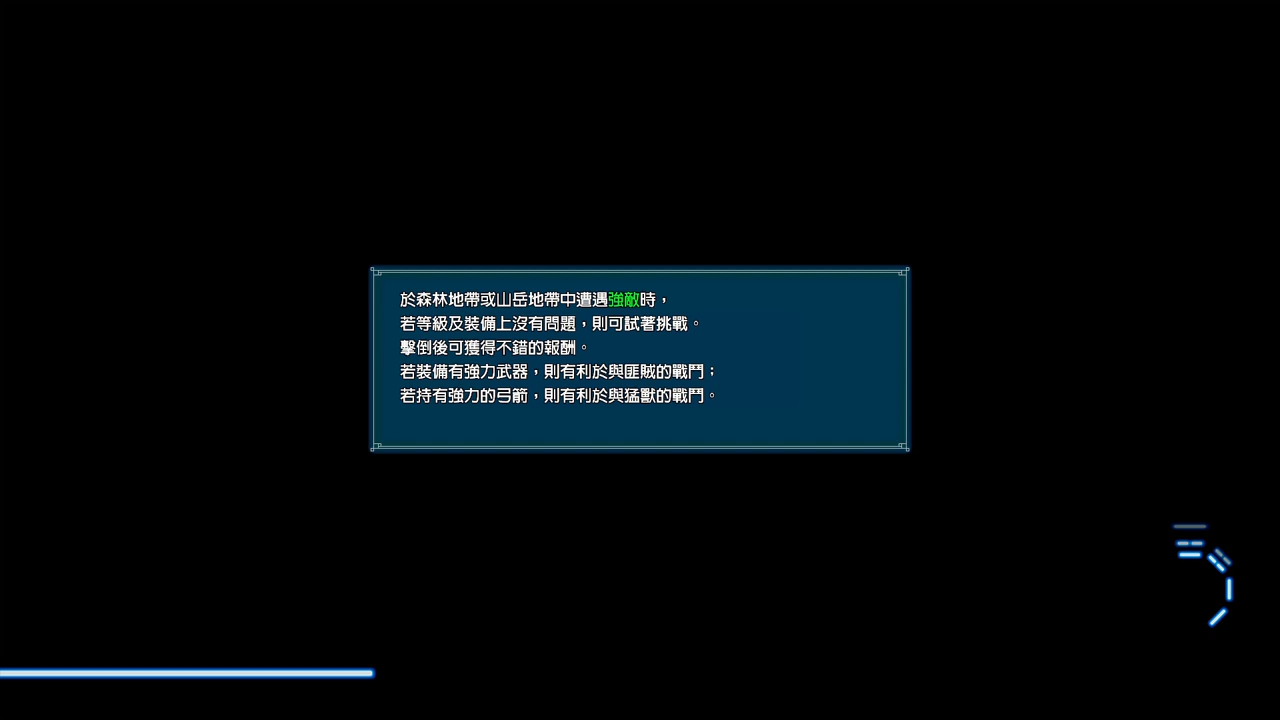 於森林地帶或山岳地帶中遭遇強敵時，
若等級及裝備上沒有問題，則可試著挑戰。
擊倒後可獲得不錯的報酬。
若裝備有強力武器，則有利於與匪賊的戰鬥；
若持有強力的弓箭，則有利於與猛獸的戰鬥。